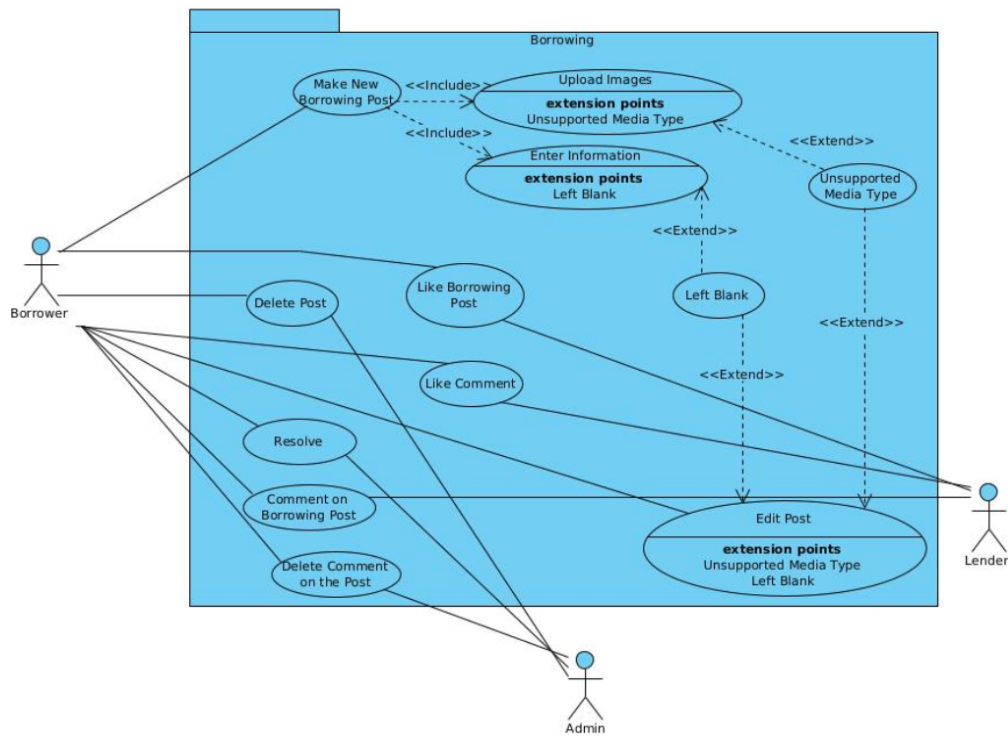 Borrowing
Make New
Borrowing Post
<<Include>>
Upload Images
extension points
Unsupported Media Type
<<Include>>
<<Extend>>
Enter Information
extension points
Left Blank
Unsupported
Media Type
<<Extend>>
Borrower
Delete Post
Like Borrowing
Post
Left Blank
<<Extend>>
<<Extend>>
Like Comment
Resolve
Comment on
Borrowing Post
Edit Post
extension points
Unsupported Media Type
Left Blank
Delete Comment
on the Post
Lender
Admin